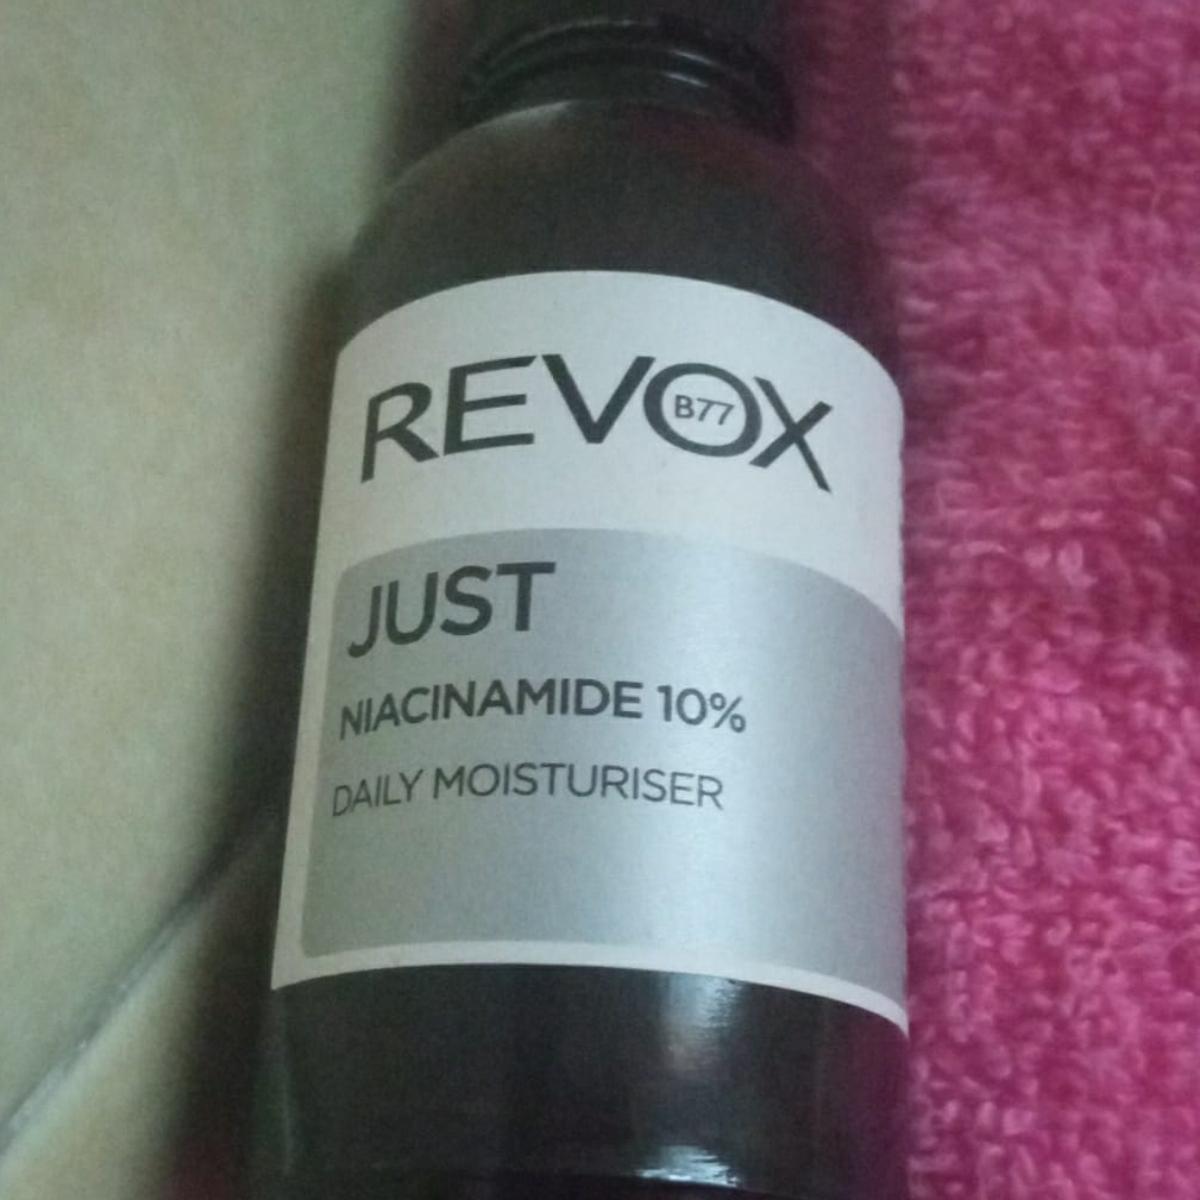 REVOX
B77
JUST
NIACINAMIDE 10%
DAILY MOISTURISER